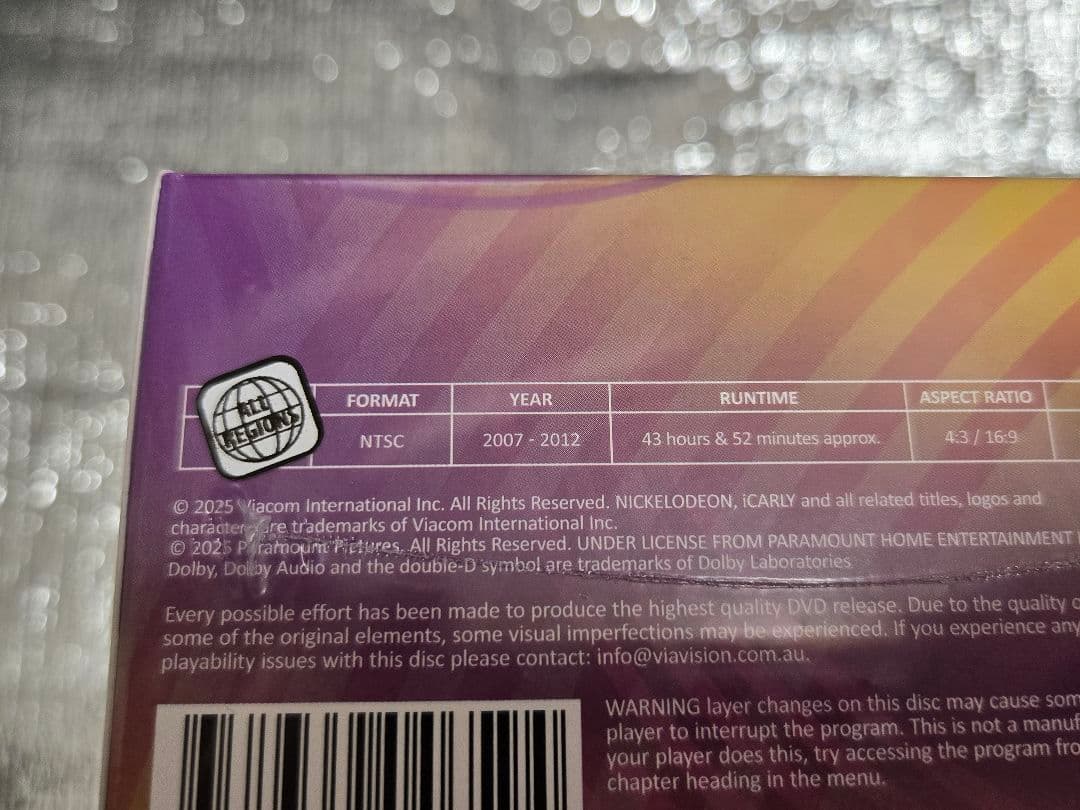 ALL
REGIONS
FORMAT YEAR RUNTIME ASPECT RATIO
NTSC 2007 - 2012 43 hours & 52 minutes approx. 4:3 / 16:9
© 2025 Viacom International Inc. All Rights Reserved. NICKELODEON, iCARLY and all related titles, logos and
characters are trademarks of Viacom International Inc.
© 2025 Paramount Pictures. All Rights Reserved. UNDER LICENSE FROM PARAMOUNT HOME ENTERTAINMENT
Dolby, Dolby Audio and the double-D symbol are trademarks of Dolby Laboratories
Every possible effort has been made to produce the highest quality DVD release. Due to the quality
some of the original elements, some visual imperfections may be experienced. If you experience any
playability issues with this disc please contact: info@viavision.com.au.
WARNING layer changes on this disc may cause som
player to interrupt the program. This is not a manuf
your player does this, try accessing the program fro
chapter heading in the menu.